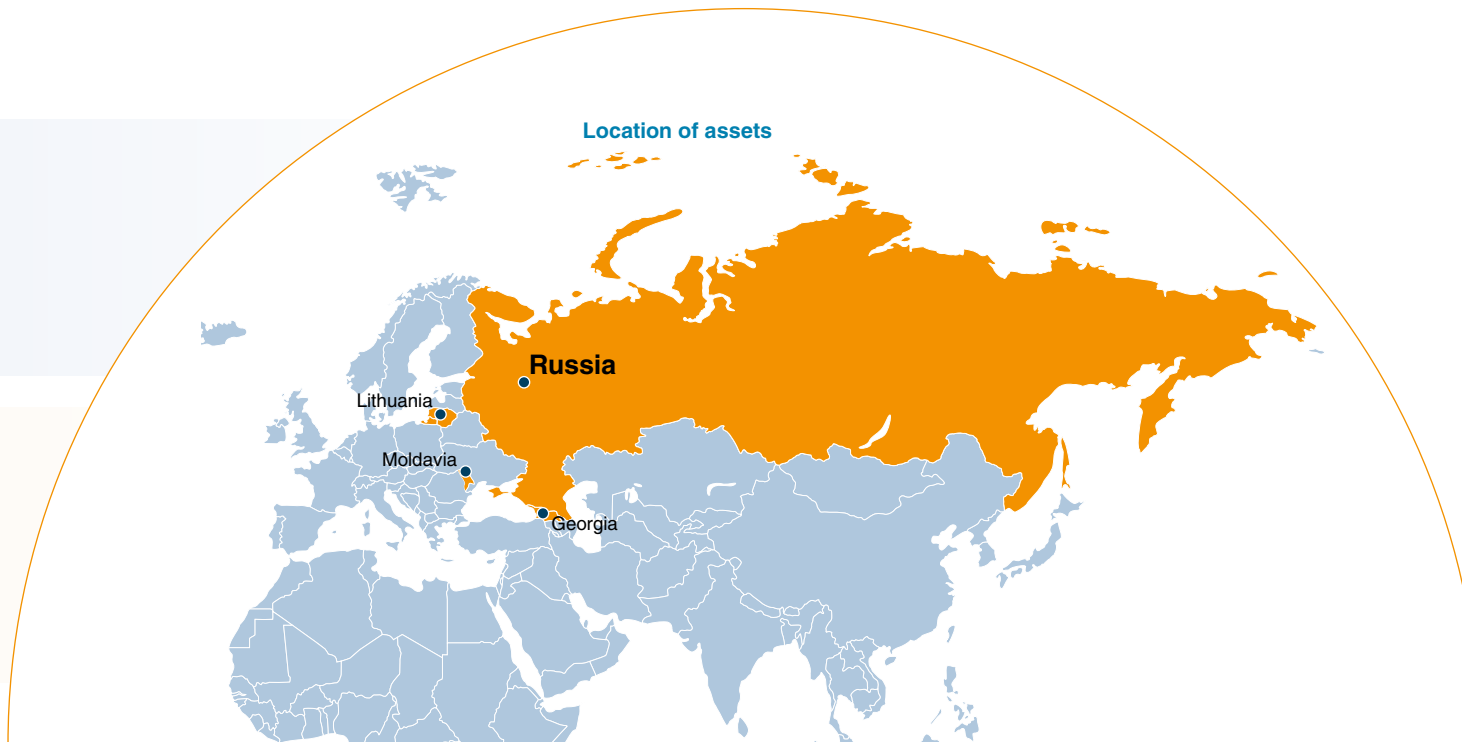 Location of assets
Russia
Lithuania
Moldavia
Georgia